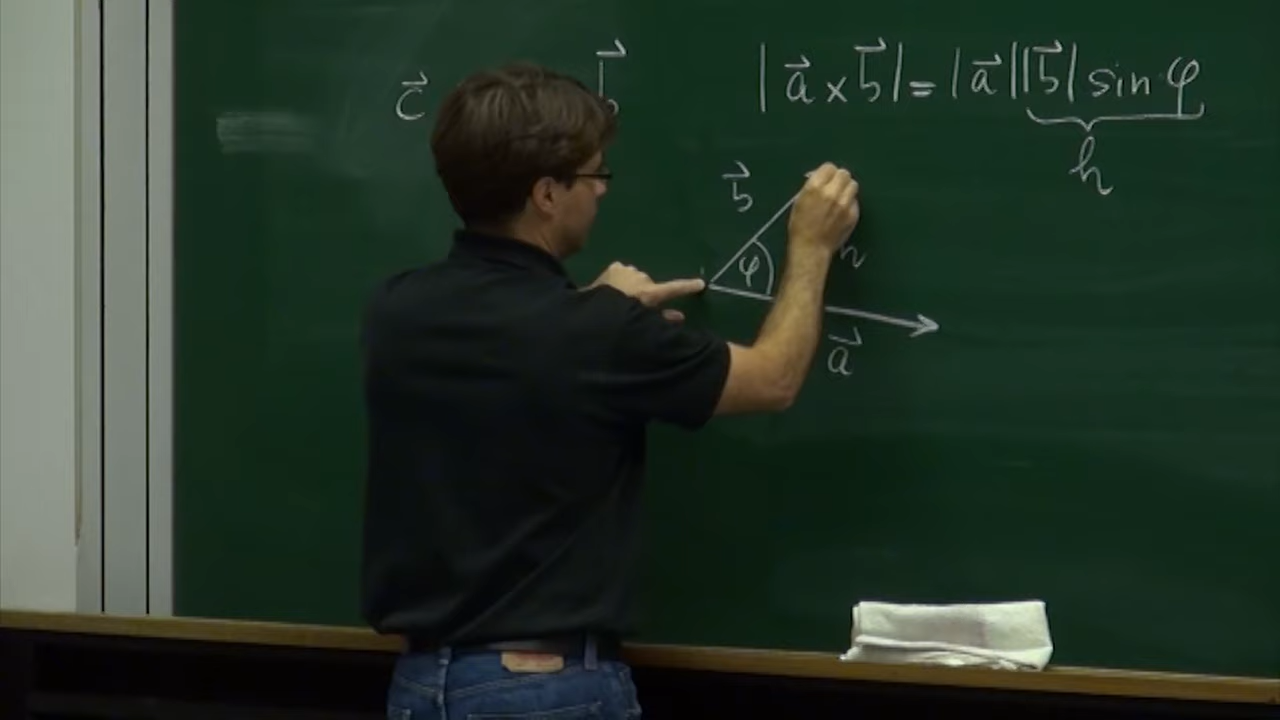 c⃗ b⃗ |a⃗ × b⃗| = |a⃗||b⃗| sin φ
h
b⃗
φ h
a⃗